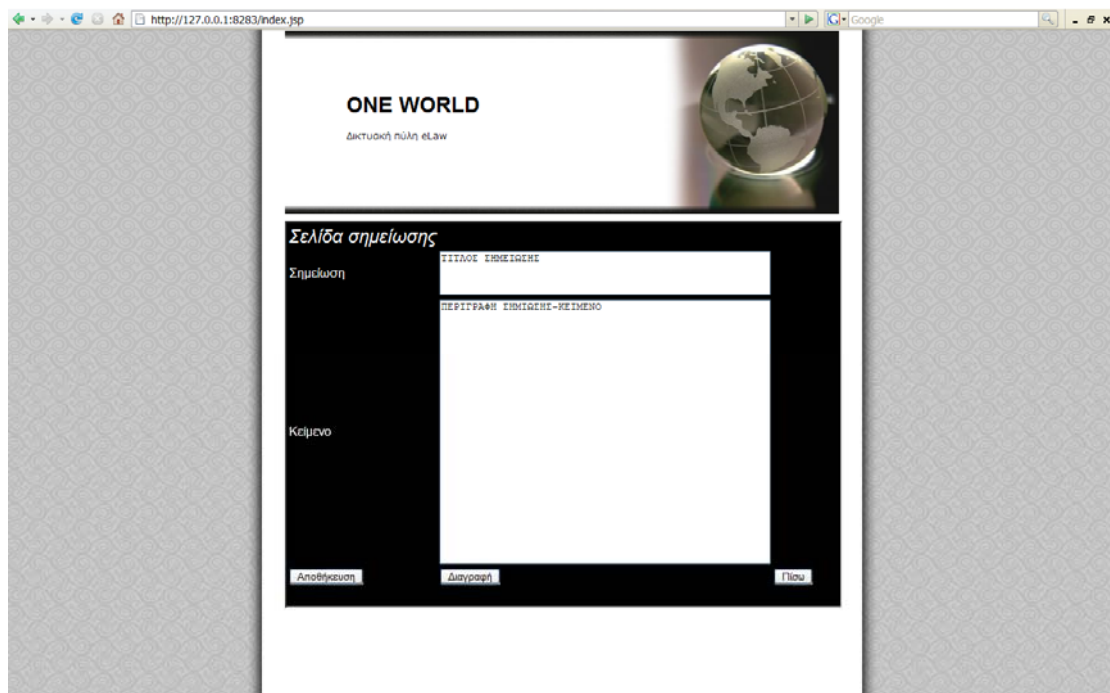 http://127.0.0.1:8283/index.jsp
Google
ONE WORLD
Δικτυακή πύλη eLaw
Σελίδα σημείωσης
Σημείωση
ΤΙΤΛΟΣ ΣΗΜΕΙΩΣΗΣ
ΠΕΡΙΓΡΑΦΗ ΣΗΜΙΩΣΗΣ-ΚΕΙΜΕΝΟ
Κείμενο
Αποθήκευση Διαγραφή Πίσω